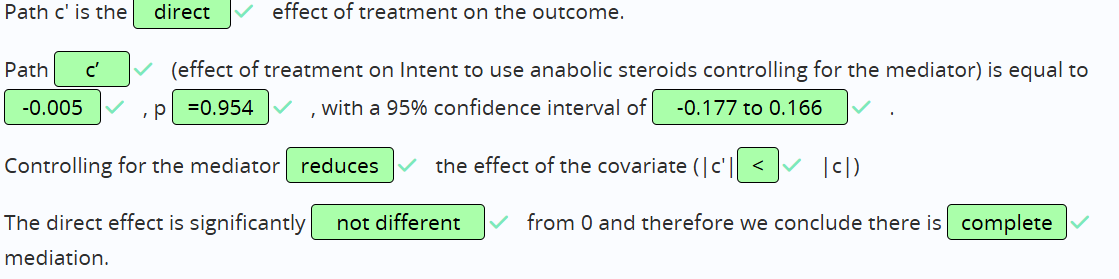 Path c' is the direct effect of treatment on the outcome.
Path c’ (effect of treatment on Intent to use anabolic steroids controlling for the mediator) is equal to
-0.005 , p =0.954 , with a 95% confidence interval of -0.177 to 0.166 .
Controlling for the mediator reduces the effect of the covariate (|c'| < |c|)
The direct effect is significantly not different from 0 and therefore we conclude there is complete
mediation.